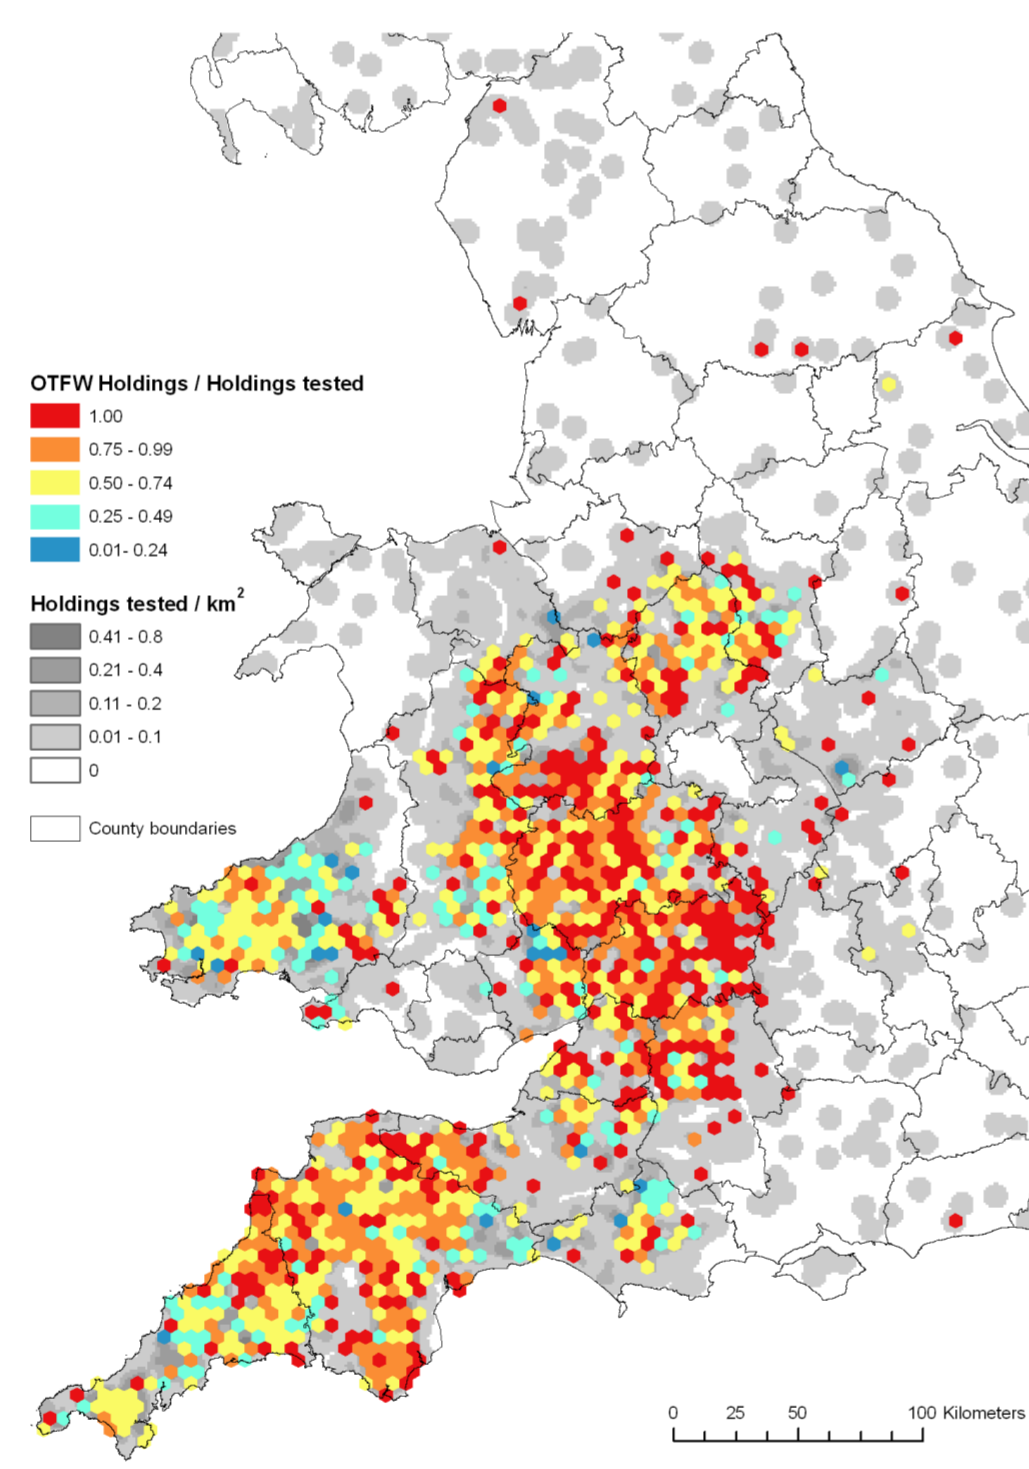 OTFW Holdings / Holdings tested
1.00
0.75 - 0.99
0.50 - 0.74
0.25 - 0.49
0.01- 0.24
Holdings tested / km²
0.41 - 0.8
0.21 - 0.4
0.11 - 0.2
0.01 - 0.1
0
County boundaries
0 25 50 100 Kilometers